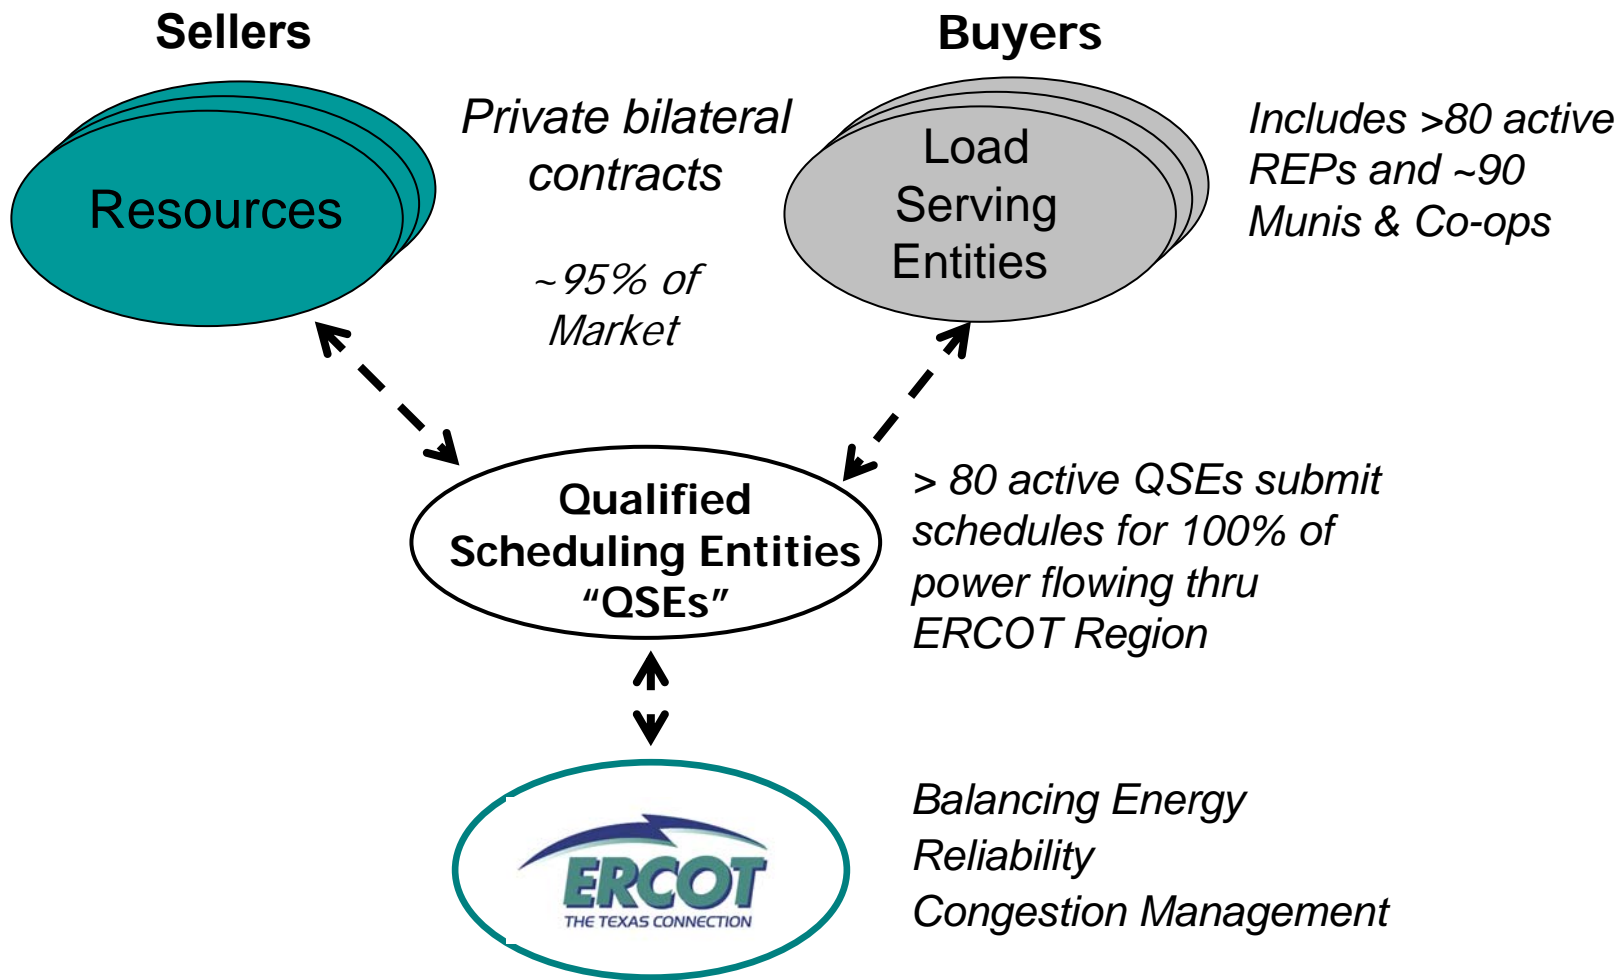 Sellers
Buyers
Resources
Private bilateral
contracts
~95% of
Market
Load
Serving
Entities
Includes >80 active
REPs and ~90
Munis & Co-ops
Qualified
Scheduling Entities
“QSEs”
> 80 active QSEs submit
schedules for 100% of
power flowing thru
ERCOT Region
ERCOT
THE TEXAS CONNECTION
Balancing Energy
Reliability
Congestion Management